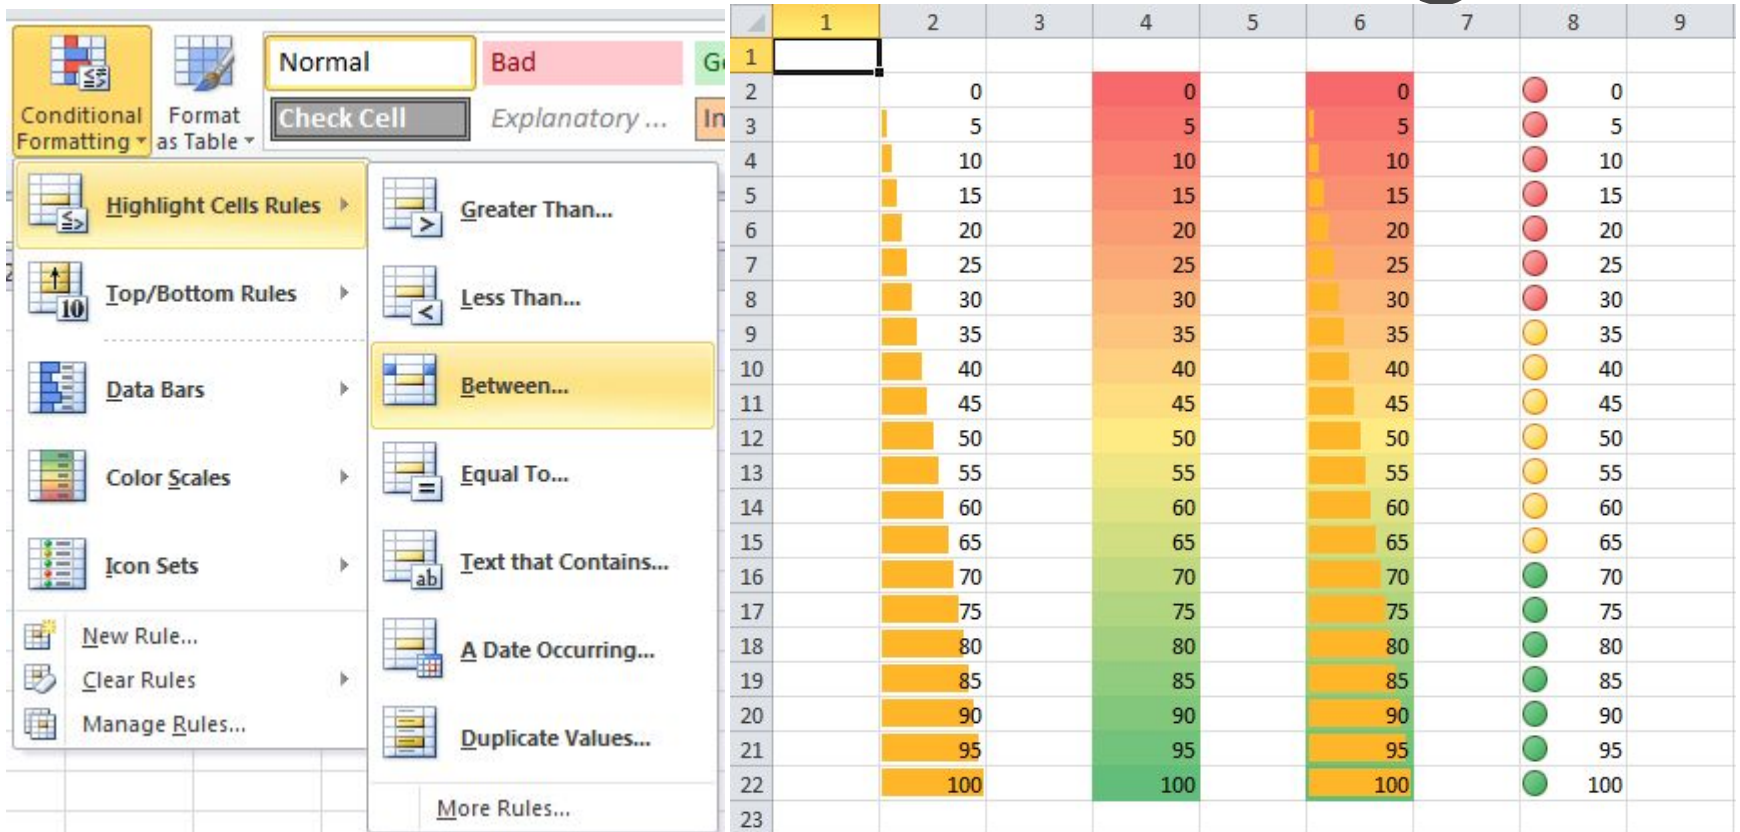 Normal Bad
Conditional Formatting Format as Table Check Cell Explanatory ... In
Highlight Cells Rules
Top/Bottom Rules
10
Data Bars
Color Scales
Icon Sets
New Rule...
Clear Rules
Manage Rules...
Greater Than...
>
Less Than...
<
Between...
Equal To...
=
Text that Contains...
ab
A Date Occurring...
Duplicate Values...
More Rules...
1 2 3 4 5 6 7 8 9
1
2 0 0 0 0
3 5 5 5 5
4 10 10 10 10
5 15 15 15 15
6 20 20 20 20
7 25 25 25 25
8 30 30 30 30
9 35 35 35 35
10 40 40 40 40
11 45 45 45 45
12 50 50 50 50
13 55 55 55 55
14 60 60 60 60
15 65 65 65 65
16 70 70 70 70
17 75 75 75 75
18 80 80 80 80
19 85 85 85 85
20 90 90 90 90
21 95 95 95 95
22 100 100 100 100
23